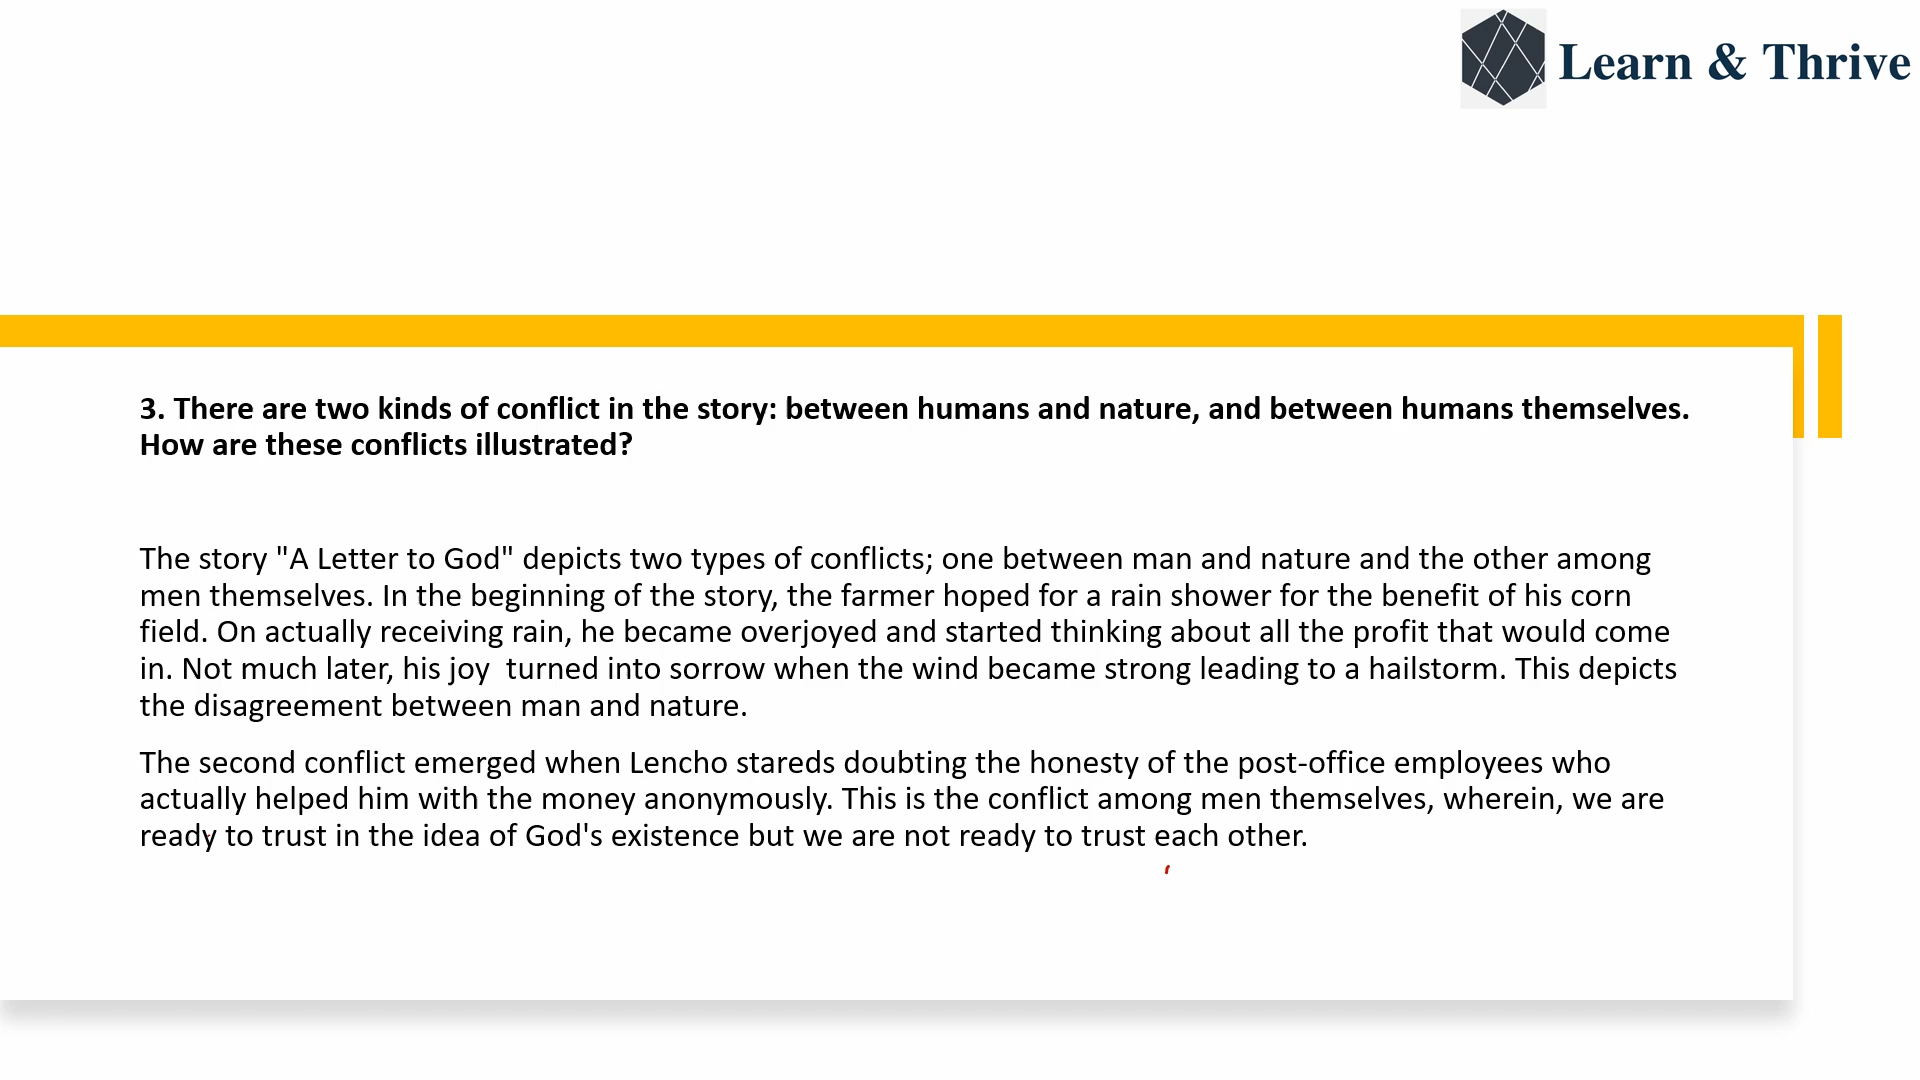 Learn & Thrive
3. There are two kinds of conflict in the story: between humans and nature, and between humans themselves.
How are these conflicts illustrated?
The story "A Letter to God" depicts two types of conflicts; one between man and nature and the other among
men themselves. In the beginning of the story, the farmer hoped for a rain shower for the benefit of his corn
field. On actually receiving rain, he became overjoyed and started thinking about all the profit that would come
in. Not much later, his joy  turned into sorrow when the wind became strong leading to a hailstorm. This depicts
the disagreement between man and nature.
The second conflict emerged when Lencho stareds doubting the honesty of the post-office employees who
actually helped him with the money anonymously. This is the conflict among men themselves, wherein, we are
ready to trust in the idea of God's existence but we are not ready to trust each other.